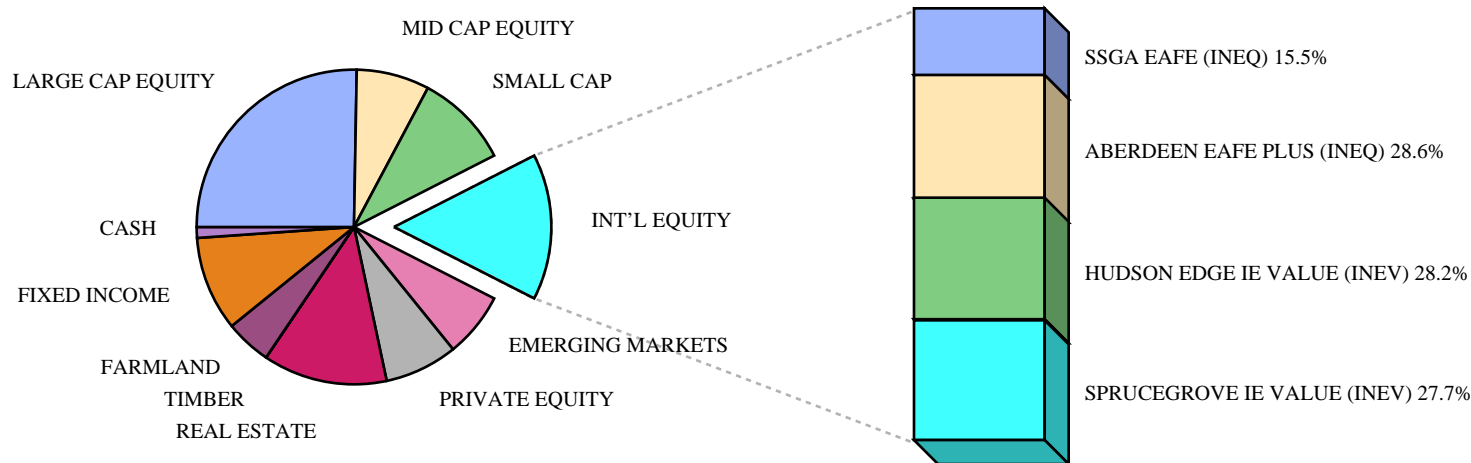 MID CAP EQUITY
LARGE CAP EQUITY
SMALL CAP
INT'L EQUITY
CASH
FIXED INCOME
EMERGING MARKETS
FARMLAND
TIMBER
PRIVATE EQUITY
REAL ESTATE
SSGA EAFE (INEQ) 15.5%
ABERDEEN EAFE PLUS (INEQ) 28.6%
HUDSON EDGE IE VALUE (INEV) 28.2%
SPRUCEGROVE IE VALUE (INEV) 27.7%